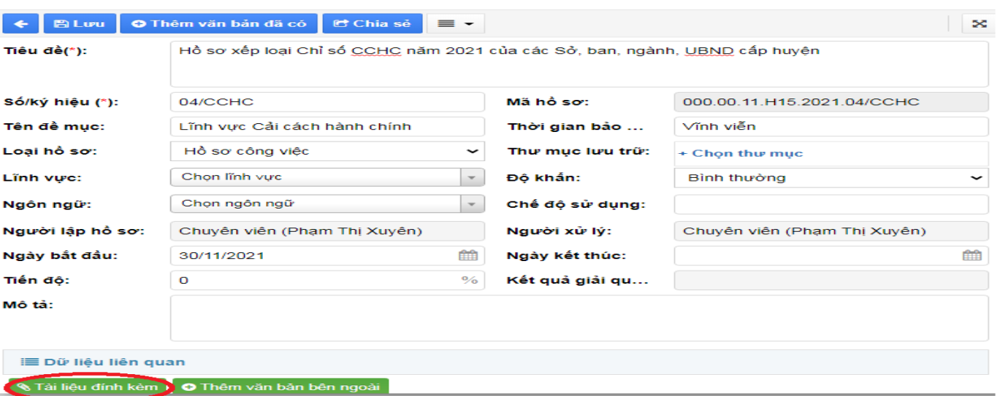 Lưu Thêm văn bản đã có Chia sẻ
Tiêu đề(*): Hồ sơ xếp loại Chỉ số CCHC năm 2021 của các Sở, ban, ngành, UBND cấp huyện
Số/ký hiệu (*): 04/CCHC Mã hồ sơ: 000.00.11.H15.2021.04/CCHC
Tên đề mục: Lĩnh vực Cải cách hành chính Thời gian bảo ... Vĩnh viễn
Loại hồ sơ: Hồ sơ công việc Thư mục lưu trữ: + Chọn thư mục
Lĩnh vực: Chọn lĩnh vực Độ khẩn: Bình thường
Ngôn ngữ: Chọn ngôn ngữ Chế độ sử dụng:
Người lập hồ sơ: Chuyên viên (Phạm Thị Xuyên) Người xử lý: Chuyên viên (Phạm Thị Xuyên)
Ngày bắt đầu: 30/11/2021 Ngày kết thúc:
Tiến độ: 0 % Kết quả giải qu...
Mô tả:
Dữ liệu liên quan
Tài liệu đính kèm Thêm văn bản bên ngoài